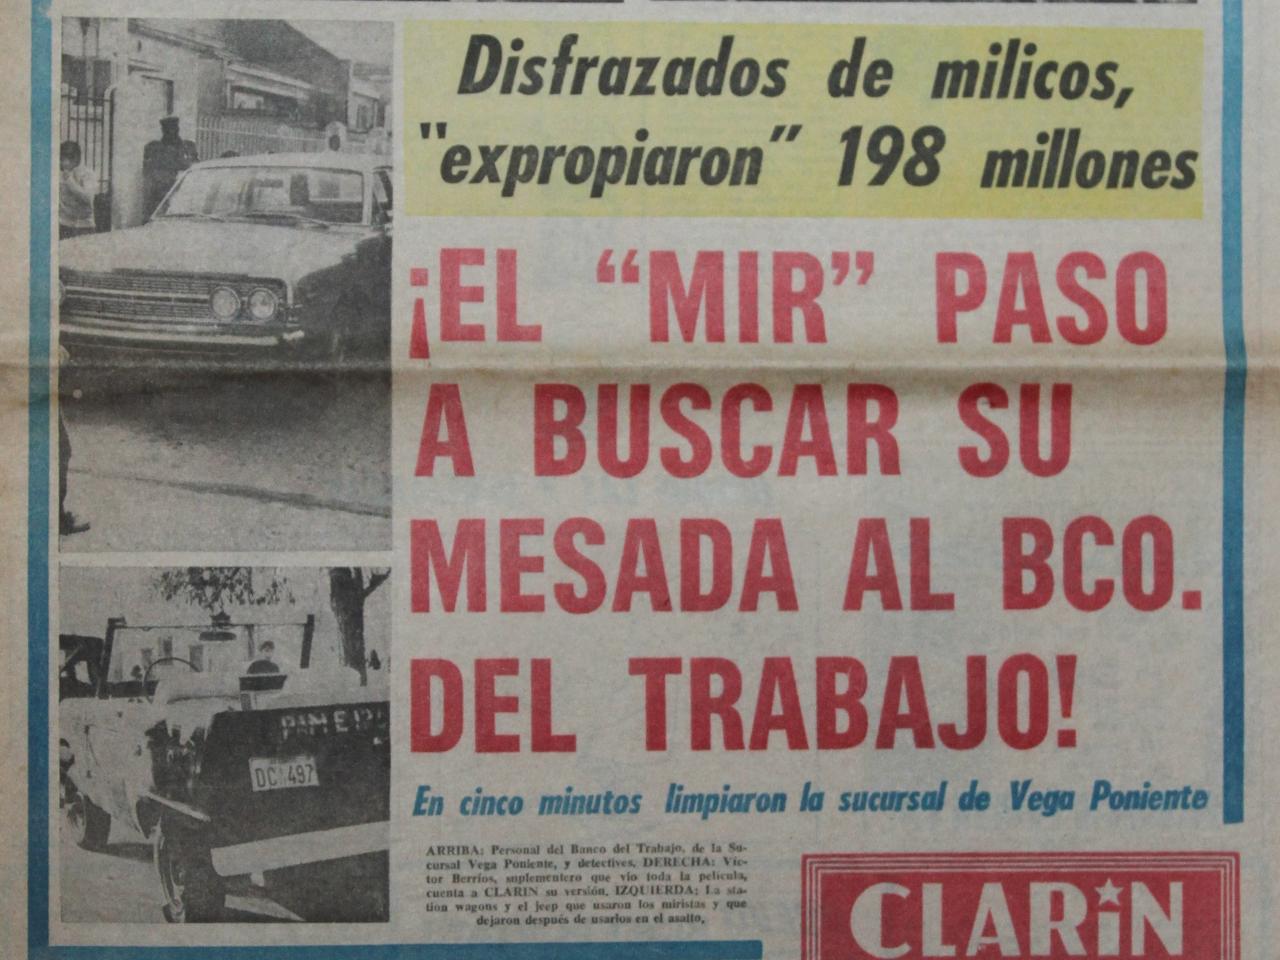 Disfrazados de milicos,
"expropiaron" 198 millones
¡EL “MIR” PASO
A BUSCAR SU
MESADA AL BCO.
DEL TRABAJO!
En cinco minutos limpiaron la sucursal de Vega Poniente
ARRIBA: Personal del Banco del Trabajo, de la Su-
cursal Vega Poniente, y detectives. DERECHA: Víc-
tor Berríos, suplementero que vio toda la película,
cuenta a CLARIN su versión. IZQUIERDA: La sta-
tion wagons y el jeep que usaron los miristas y que
dejaron después de usarlos en el asalto.
DC 497
CLARiN